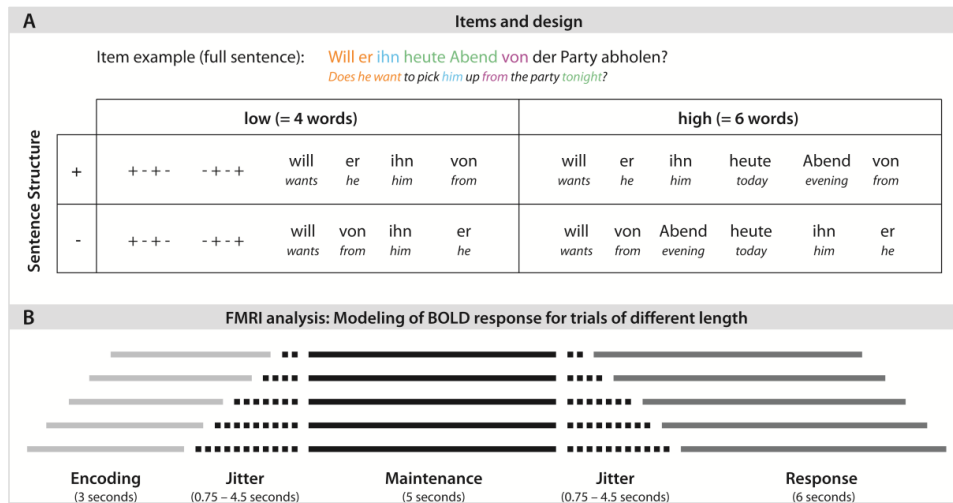 A Items and design
Item example (full sentence): Will er ihn heute Abend von der Party abholen?
Does he want to pick him up from the party tonight?
low (= 4 words) high (= 6 words)
Sentence Structure
+ + - + - - + - + will er ihn von will er ihn heute Abend von
wants he him from wants he him today evening from
- + - + - - + - + will von ihn er will von Abend heute ihn er
wants from him he wants from evening today him he
B FMRI analysis: Modeling of BOLD response for trials of different length
Encoding Jitter Maintenance Jitter Response
(3 seconds) (0.75 – 4.5 seconds) (5 seconds) (0.75 – 4.5 seconds) (6 seconds)